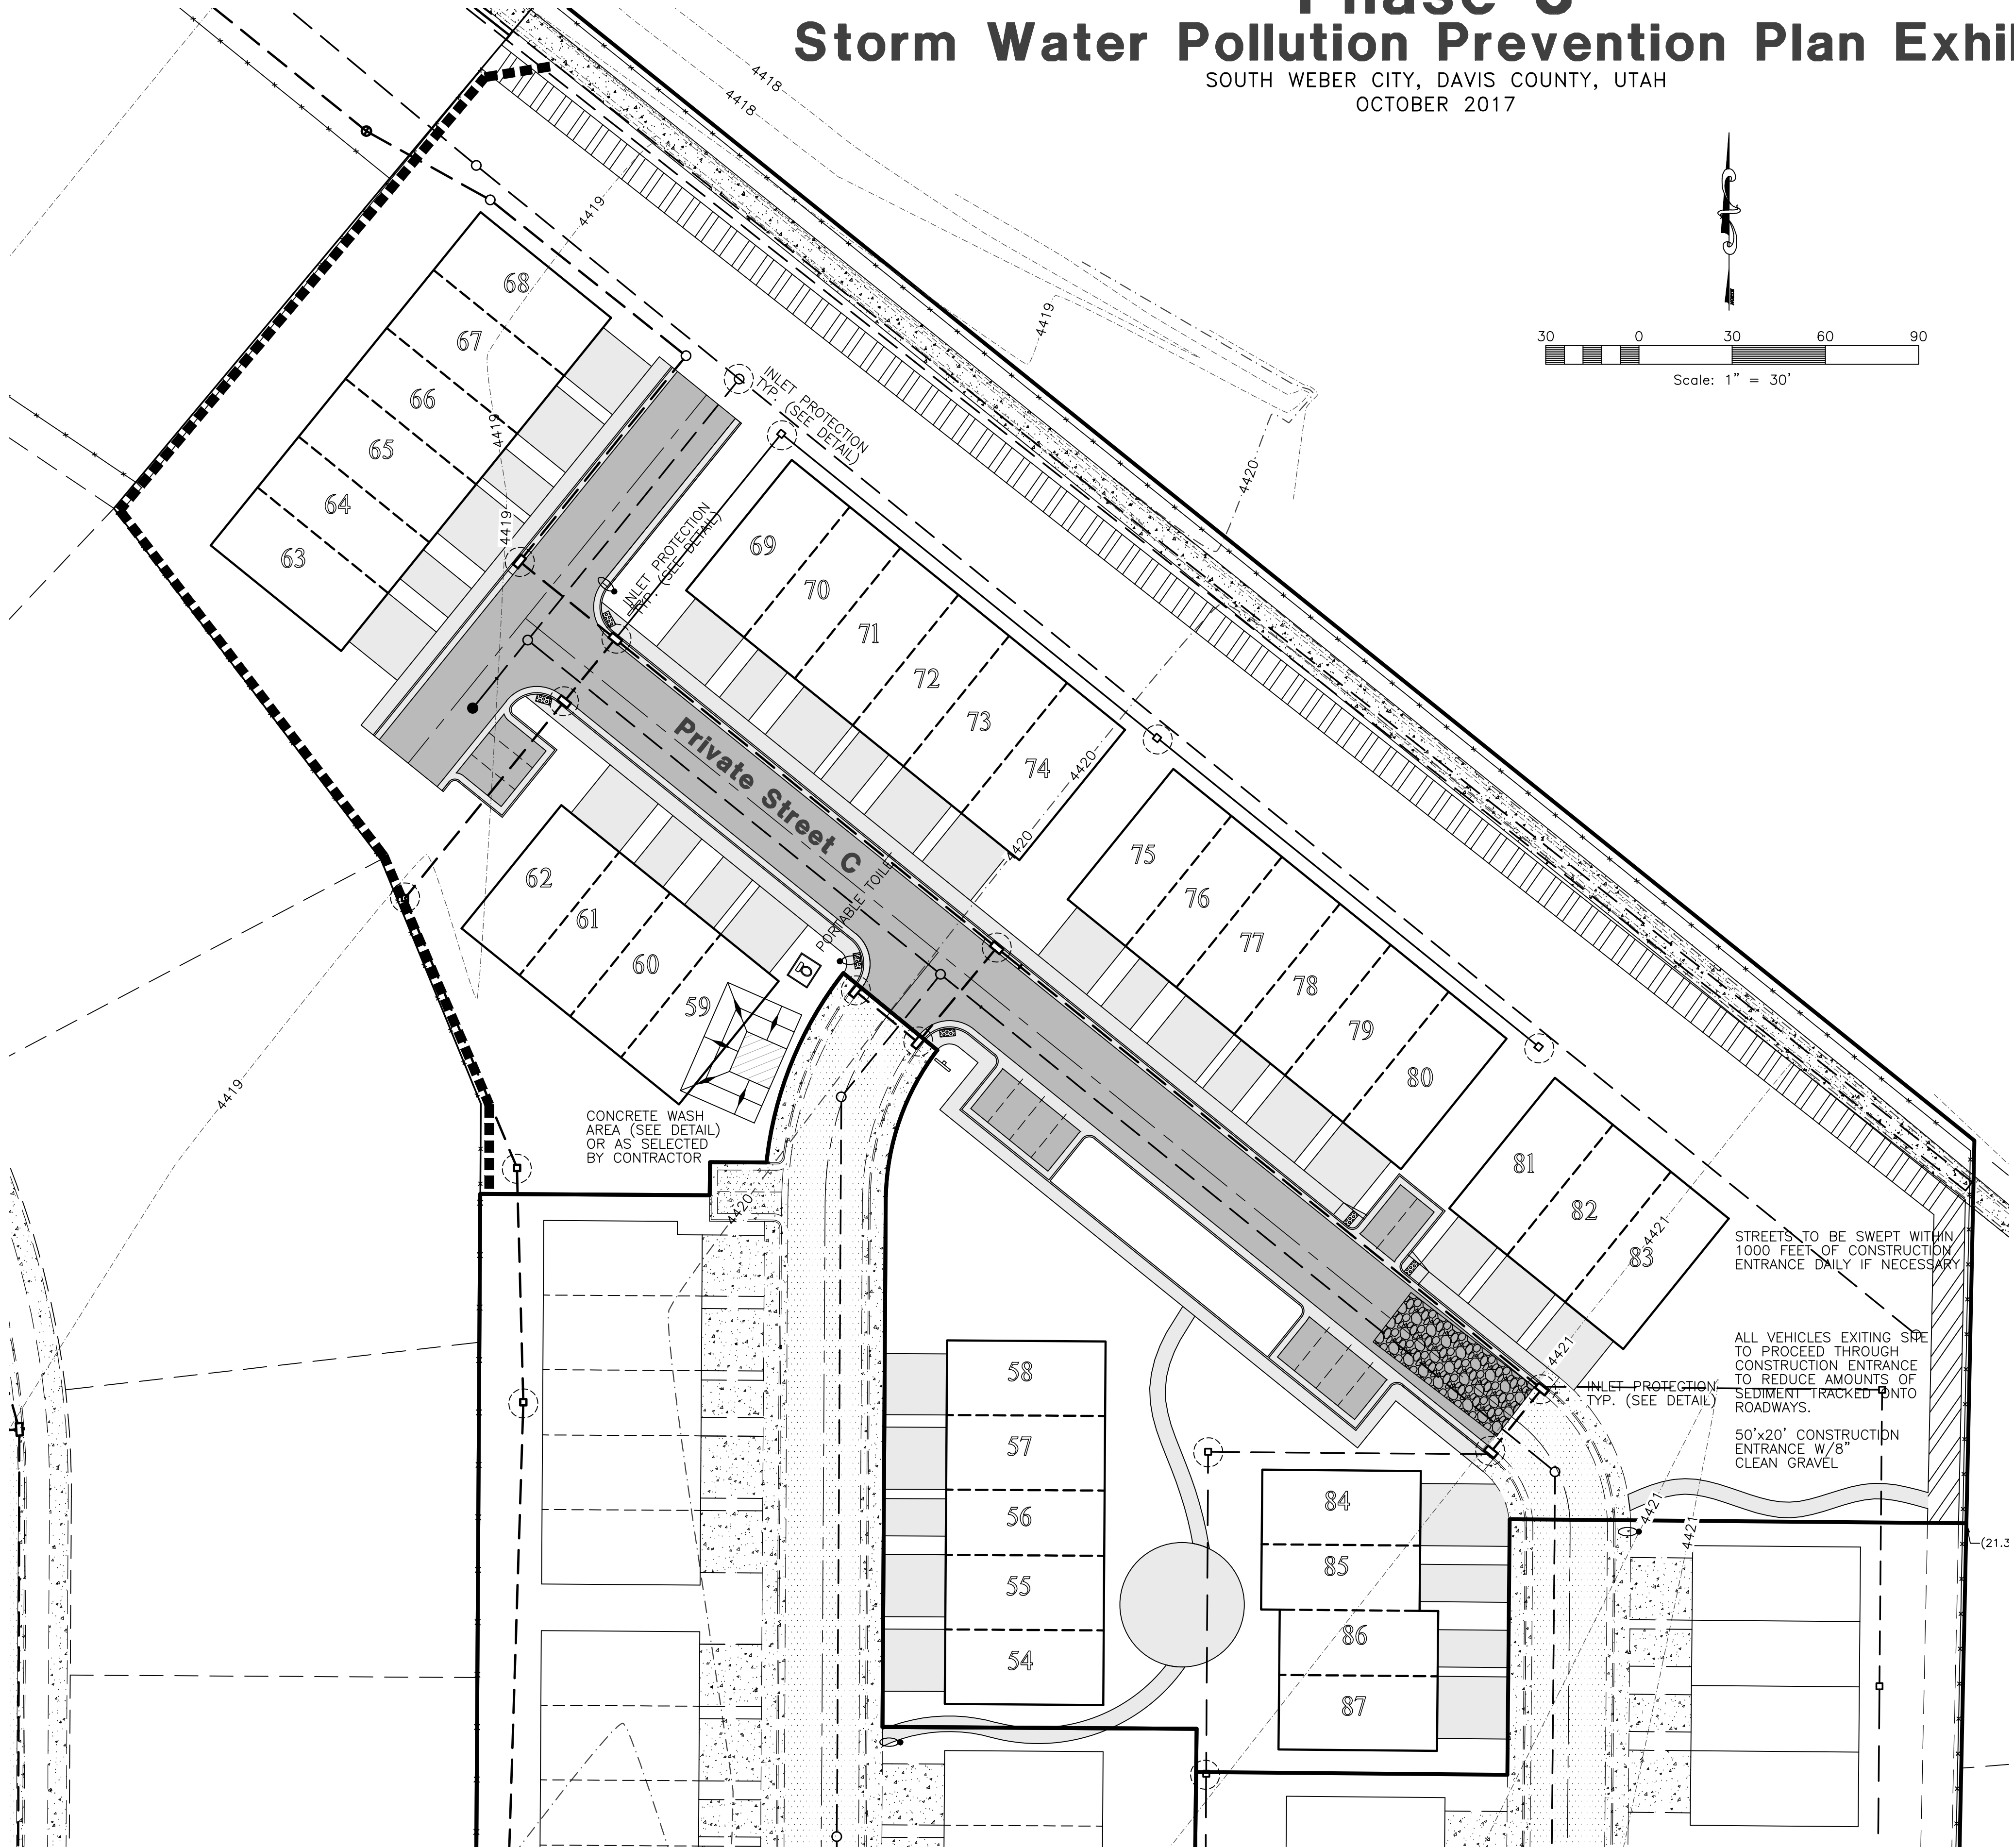 Storm Water Pollution Prevention Plan
SOUTH WEBER CITY, DAVIS COUNTY, UTAH
OCTOBER 2017
30 0 30 60 90
Scale: 1" = 30'
4418
4418
4419
4419
4419
4419
4420
4420
4420
4419
4420
4421
4421
4421
4421
INLET PROTECTION
TYP. (SEE DETAIL)
INLET PROTECTION
TYP. (SEE DETAIL)
68
67
66
65
64
63
69
70
71
72
73
74
Private Street C
75
76
77
78
79
80
62
61
60
59
PORTABLE
CONCRETE WASH
AREA (SEE DETAIL)
OR AS SELECTED
BY CONTRACTOR
81
82
83
STREETS TO BE SWEPT WITHIN
1000 FEET OF CONSTRUCTION
ENTRANCE DAILY IF NECESSARY
ALL VEHICLES EXITING SITE
TO PROCEED THROUGH
CONSTRUCTION ENTRANCE
TO REDUCE AMOUNTS OF
SEDIMENT TRACKED ONTO
ROADWAYS.
50'x20' CONSTRUCTION
ENTRANCE W/8"
CLEAN GRAVEL
INLET PROTECTION
TYP. (SEE DETAIL)
58
57
56
55
54
84
85
86
87
(21.3